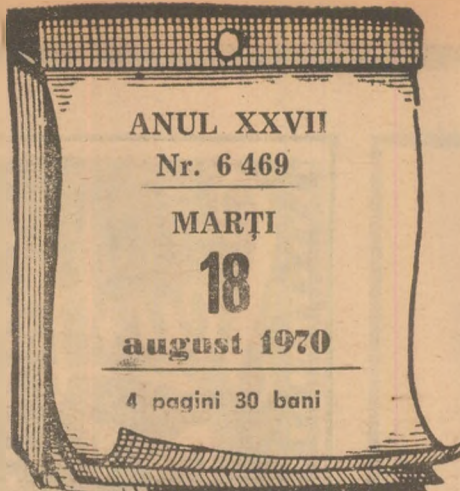 ANUL XXVII
Nr. 6 469
MARȚI
18
august 1970
4 pagini 30 bani